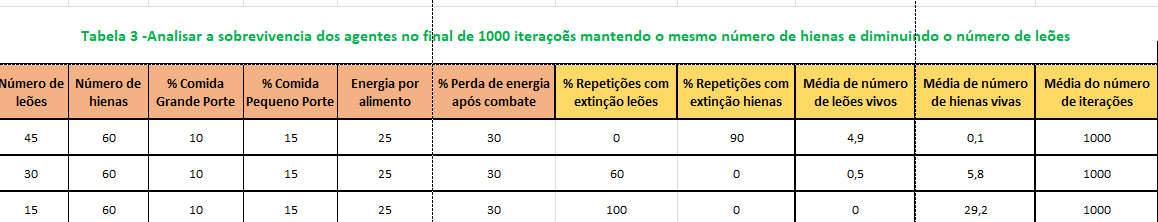 Tabela 3 -Analisar a sobrevivencia dos agentes no final de 1000 iteraçoẽs mantendo o mesmo número de hienas e diminuindo o número de leões
Número de leões | Número de hienas | % Comida Grande Porte | % Comida Pequeno Porte | Energia por alimento | % Perda de energia após combate | % Repetições com extinção leões | % Repetições com extinção hienas | Média de número de leões vivos | Média de número de hienas vivas | Média do número de iterações
45 | 60 | 10 | 15 | 25 | 30 | 0 | 90 | 4,9 | 0,1 | 1000
30 | 60 | 10 | 15 | 25 | 30 | 60 | 0 | 0,5 | 5,8 | 1000
15 | 60 | 10 | 15 | 25 | 30 | 100 | 0 | 0 | 29,2 | 1000